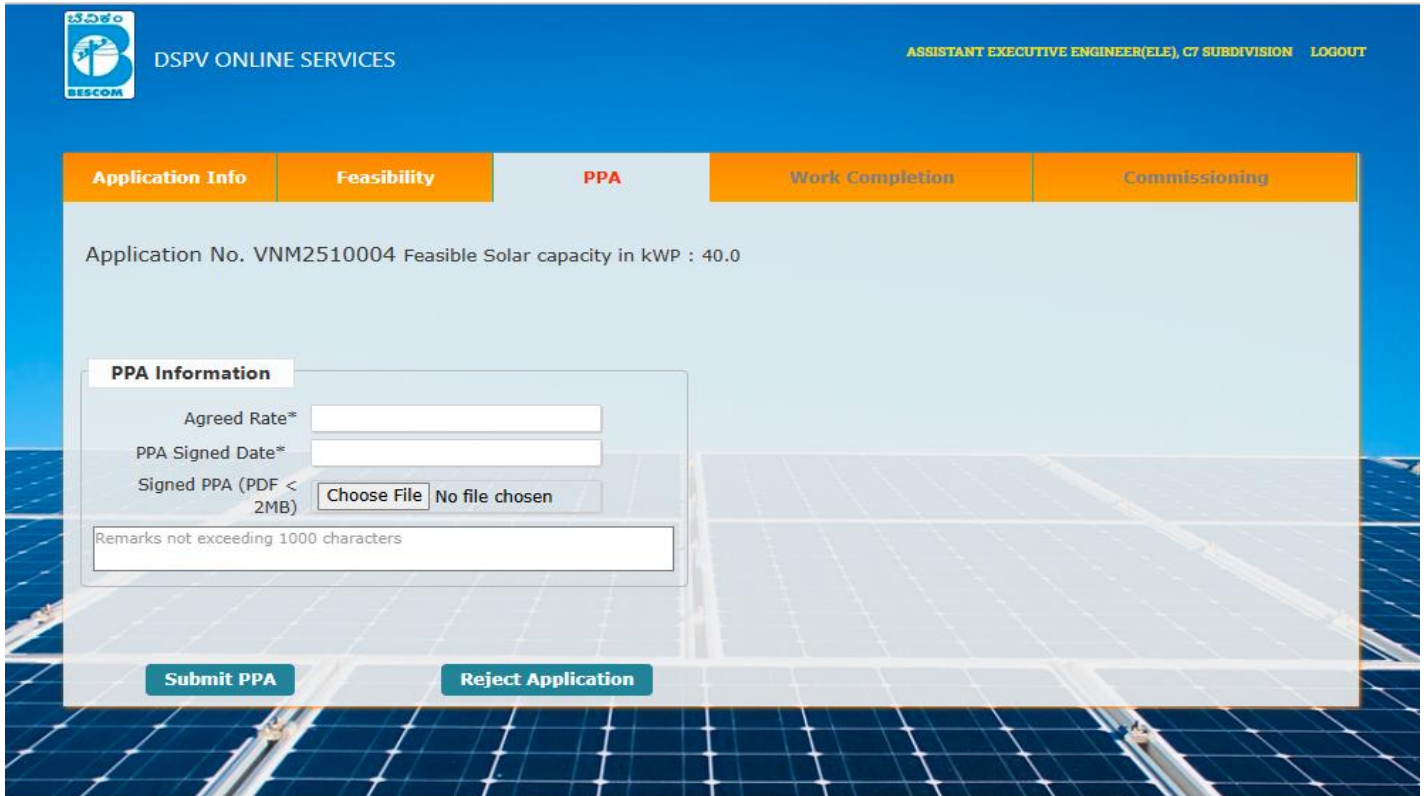 ಬೆವಿಕಂ
BESCOM
DSPV ONLINE SERVICES
ASSISTANT EXECUTIVE ENGINEER(ELE), C7 SUBDIVISION LOGOUT
Application Info Feasibility PPA Work Completion Commissioning
Application No. VNM2510004 Feasible Solar capacity in kWP : 40.0
PPA Information
Agreed Rate*
PPA Signed Date*
Signed PPA (PDF <
2MB) Choose File No file chosen
Remarks not exceeding 1000 characters
Submit PPA Reject Application